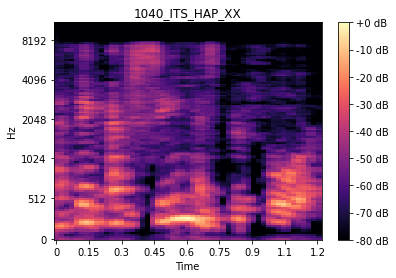 1040_ITS_HAP_XX
8192
4096
2048
1024
512
0
Hz
0 0.15 0.3 0.45 0.6 0.75 0.9 1.1 1.2
Time
+0 dB
-10 dB
-20 dB
-30 dB
-40 dB
-50 dB
-60 dB
-70 dB
-80 dB